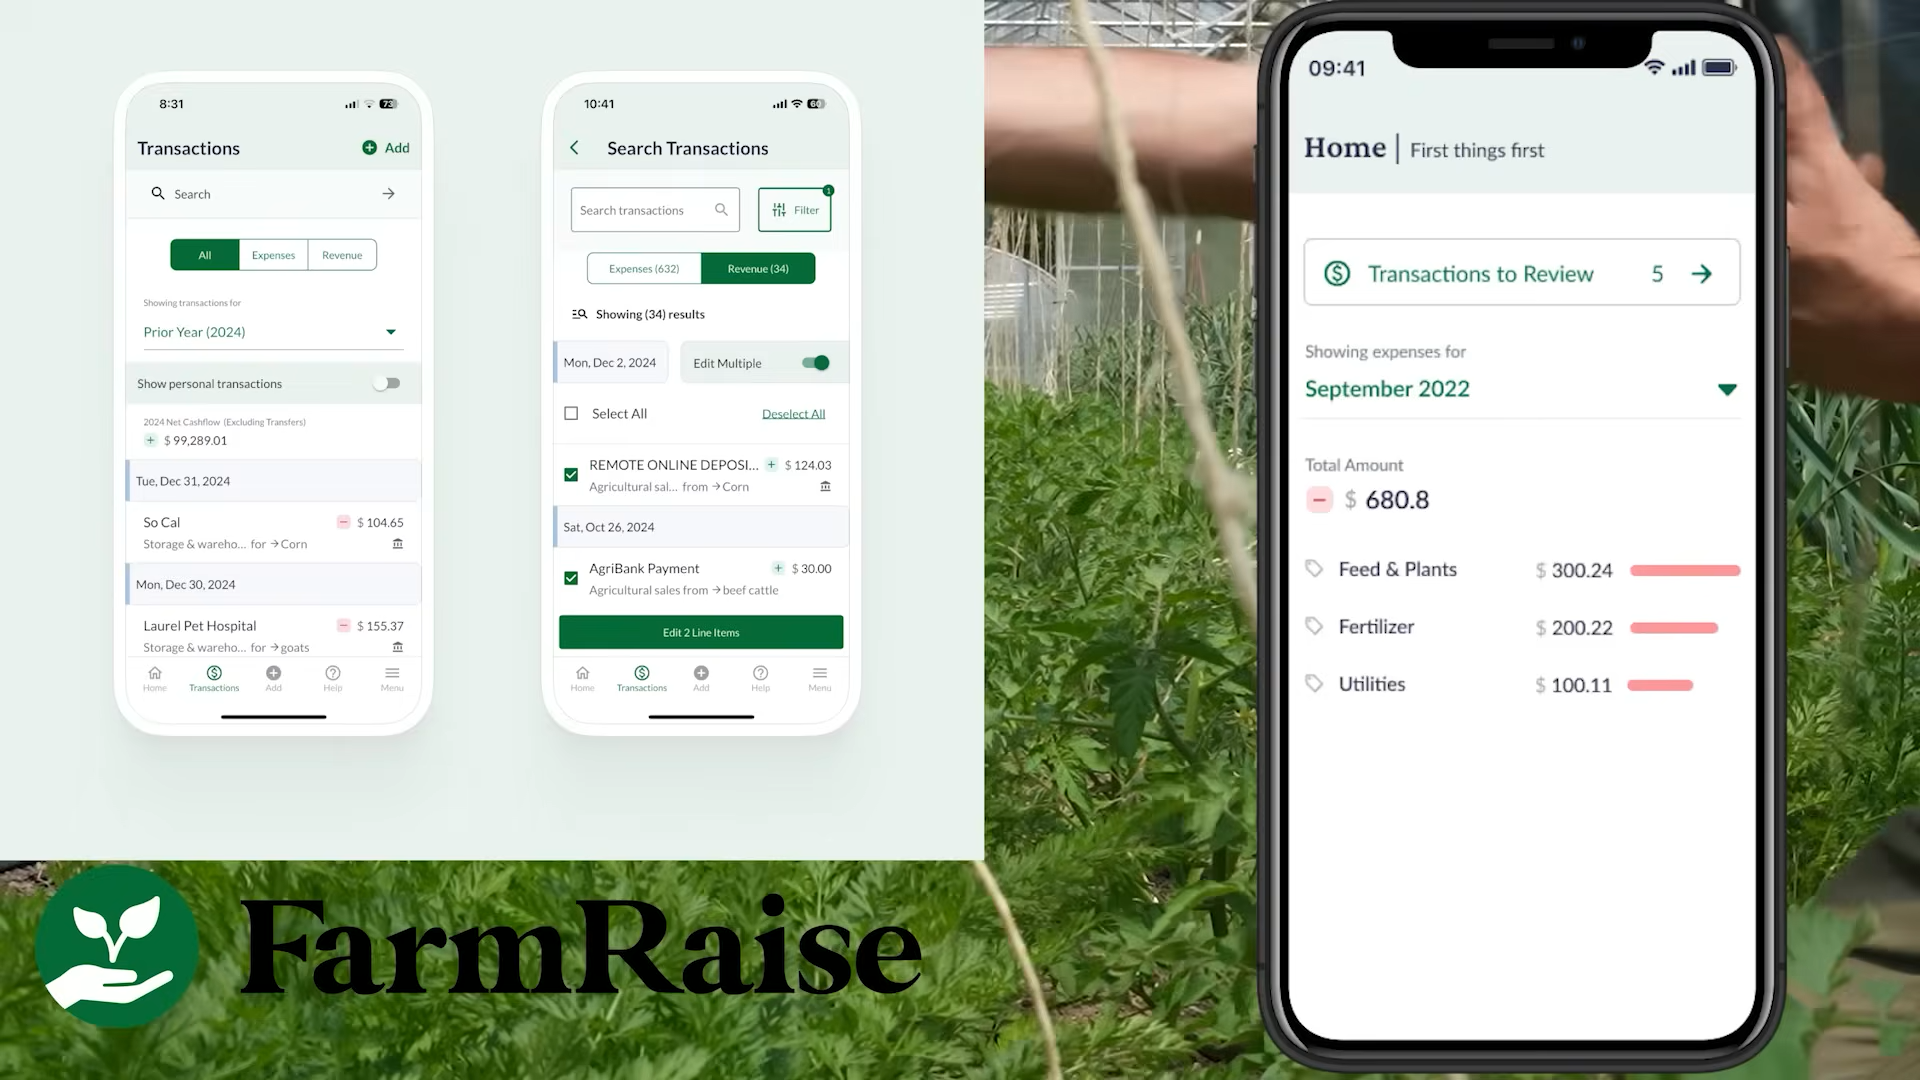 8:31
73
Transactions
Add
Search
All
Expenses
Revenue
Showing transactions for
Prior Year (2024)
Show personal transactions
2024 Net Cashflow (Excluding Transfers)
+ $ 99,289.01
Tue, Dec 31, 2024
So Cal
− $ 104.65
Storage & wareho... for → Corn
Mon, Dec 30, 2024
Laurel Pet Hospital
− $ 155.37
Storage & wareho... for → goats
Home
Transactions
Add
Help
Menu
10:41
Search Transactions
Search transactions
Filter
1
Expenses (632)
Revenue (34)
Showing (34) results
Mon, Dec 2, 2024
Edit Multiple
Select All
Deselect All
REMOTE ONLINE DEPOSI...
+ $ 124.03
Agricultural sal... from → Corn
Sat, Oct 26, 2024
AgriBank Payment
+ $ 30.00
Agricultural sales from → beef cattle
Edit 2 Line Items
Home
Transactions
Add
Help
Menu
09:41
Home | First things first
Transactions to Review 5 →
Showing expenses for
September 2022
Total Amount
− $ 680.8
Feed & Plants $ 300.24
Fertilizer $ 200.22
Utilities $ 100.11
FarmRaise